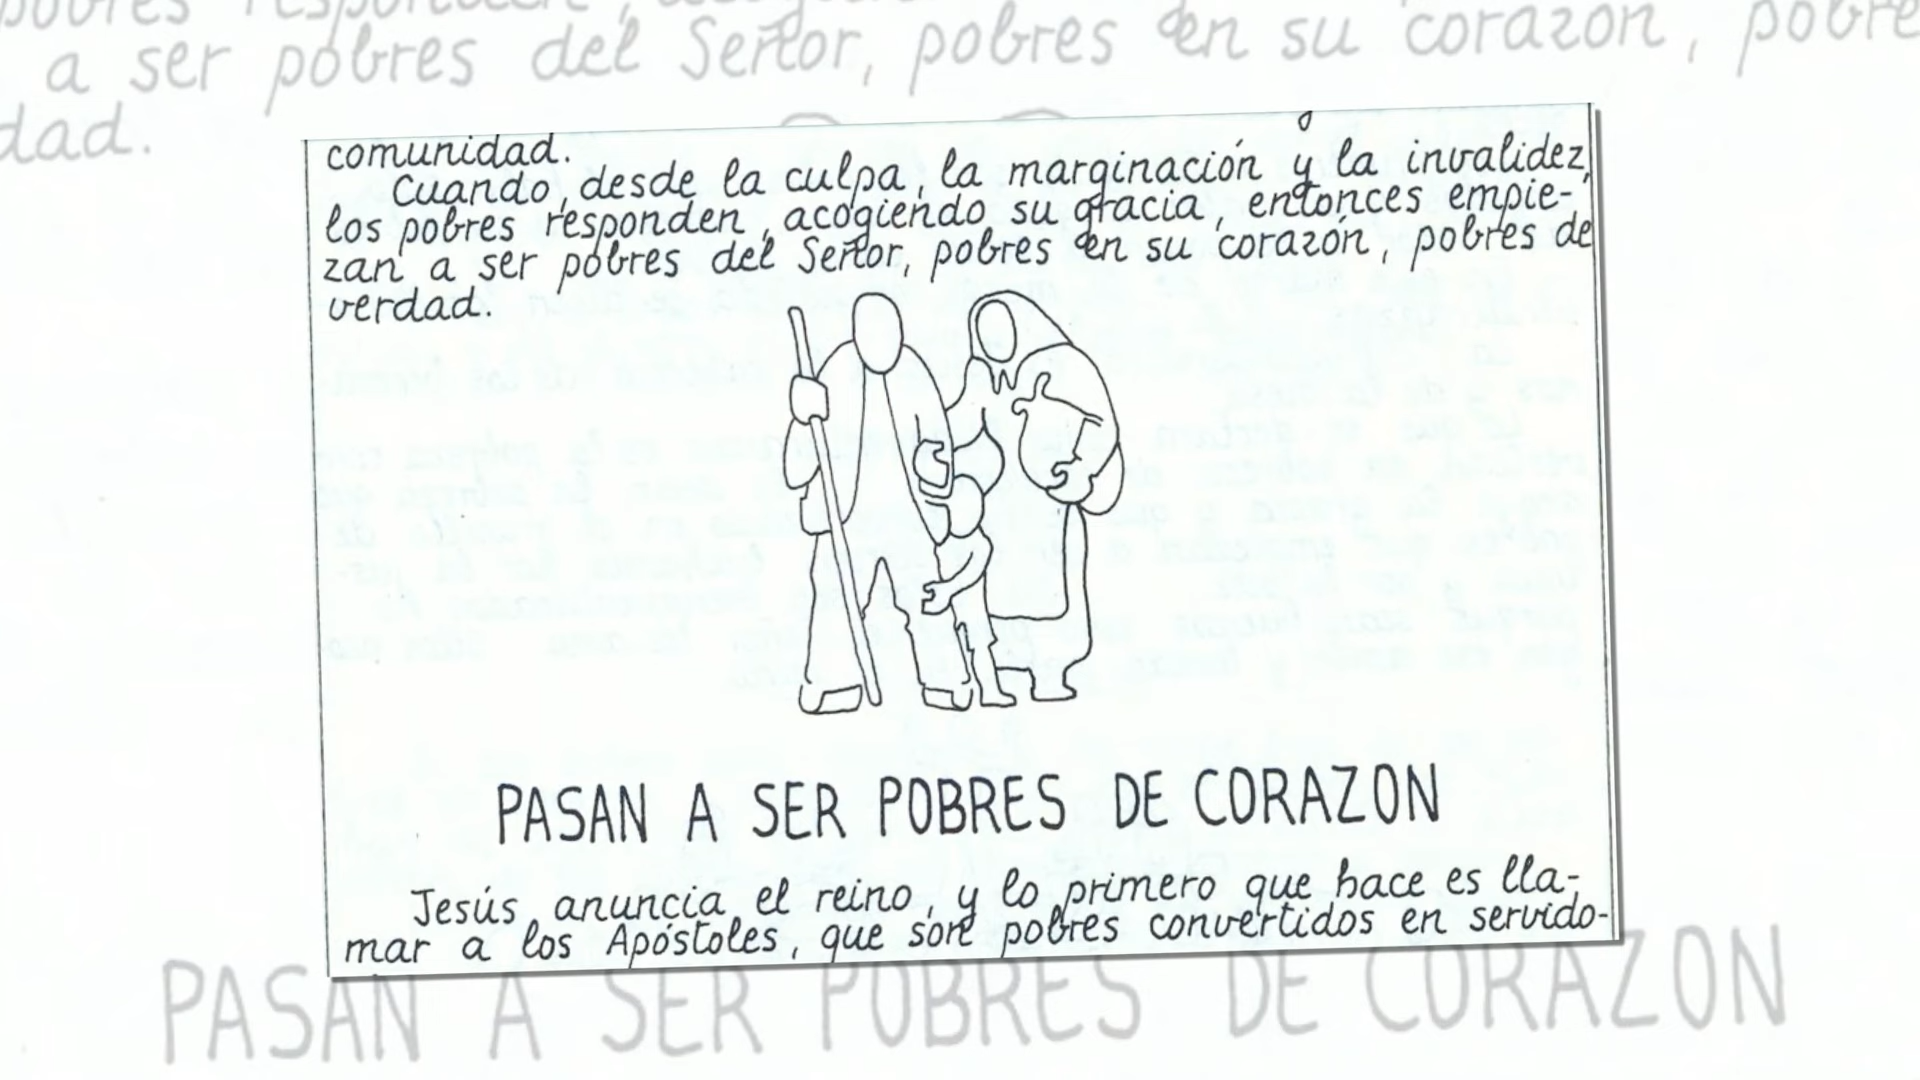 pobres responden, acogiendo
a ser pobres del Señor, pobres en su corazón, pobre
dad.
comunidad.
Cuando, desde la culpa, la marginación y la invalidez,
los pobres responden, acogiendo su gracia, entonces empie-
zan a ser pobres del Señor, pobres en su corazón, pobres de
verdad.
PASAN A SER POBRES DE CORAZON
Jesús anuncia el reino, y lo primero que hace es lla-
mar a los Apóstoles, que son pobres convertidos en servido-
PASAN A SER POBRES DE CORAZON